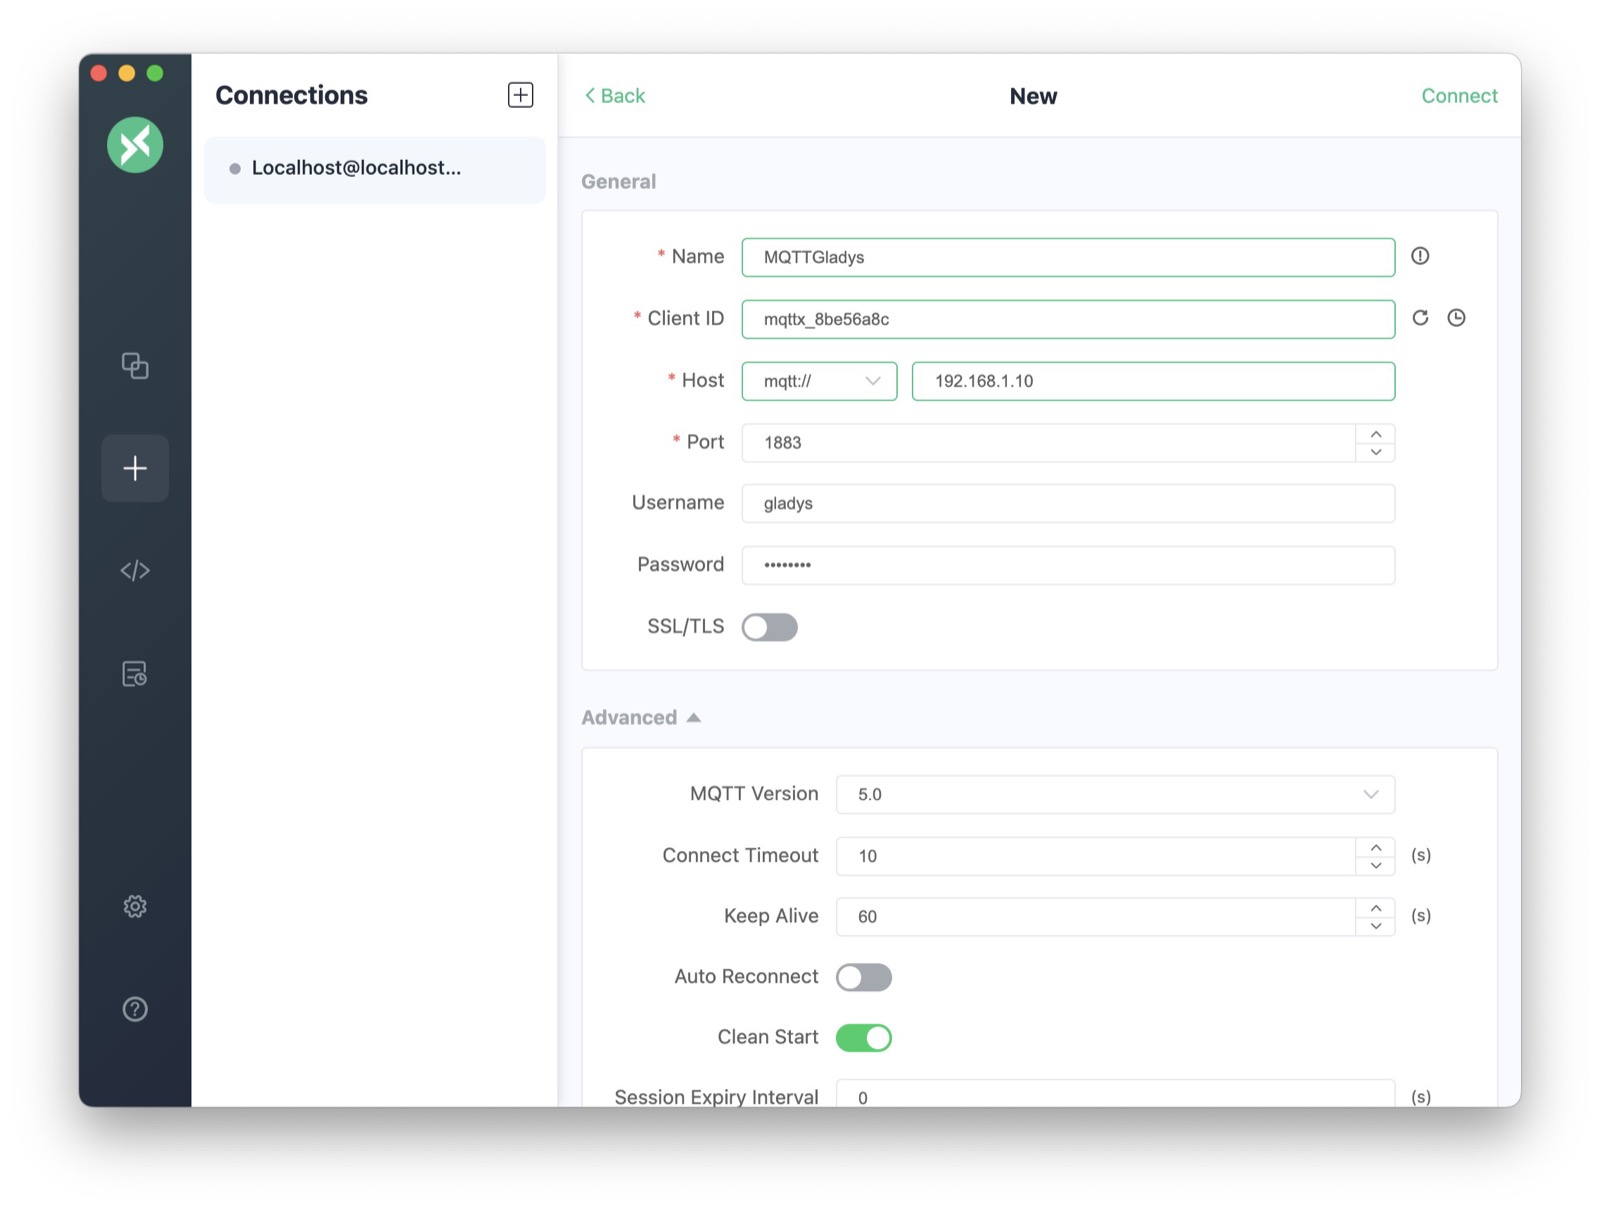 Connections
Localhost@localhost...
Back
New
Connect
General
* Name MQTTGladys
* Client ID mqttx_8be56a8c
* Host mqtt:// 192.168.1.10
* Port 1883
Username gladys
Password ••••••••
SSL/TLS
Advanced
MQTT Version 5.0
Connect Timeout 10 (s)
Keep Alive 60 (s)
Auto Reconnect
Clean Start
Session Expiry Interval 0 (s)